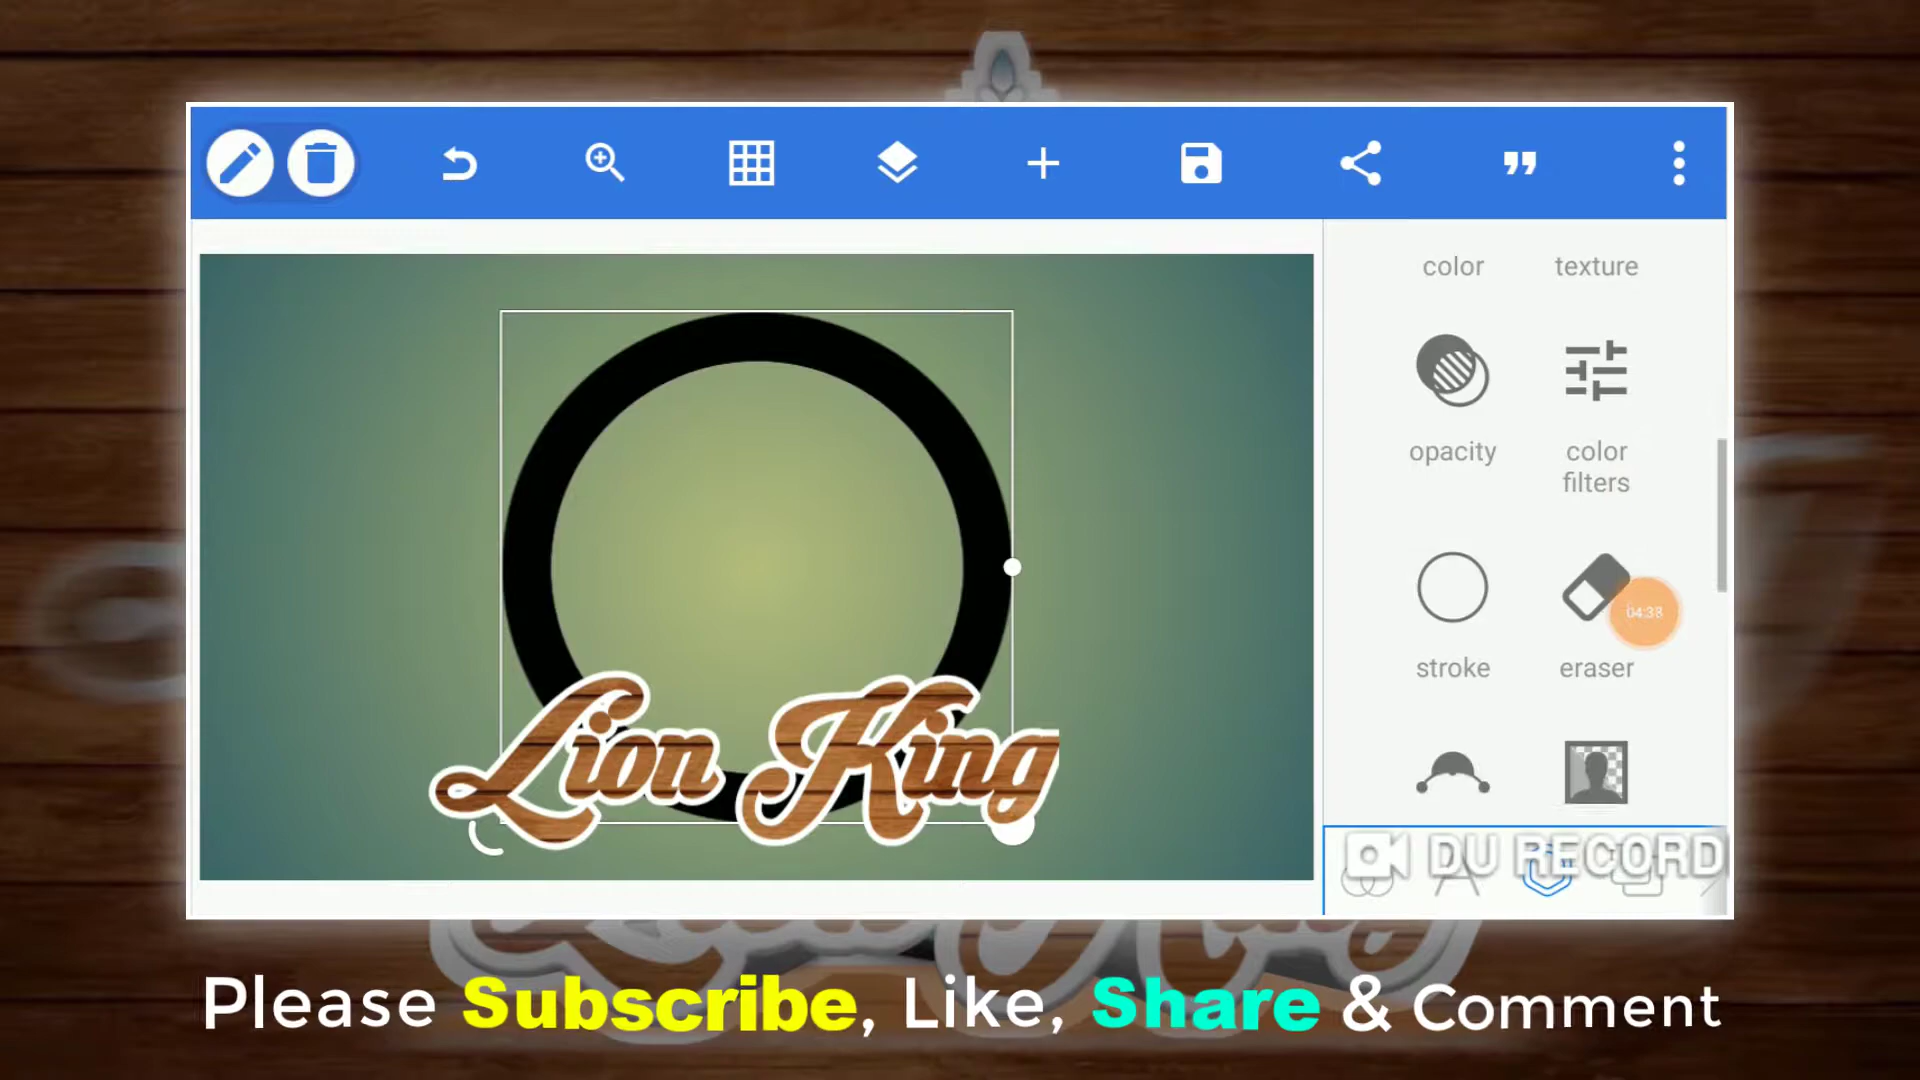 color texture
opacity color filters
04:38
stroke eraser
Lion King
DU RECORD
Please Subscribe, Like, Share & Comment